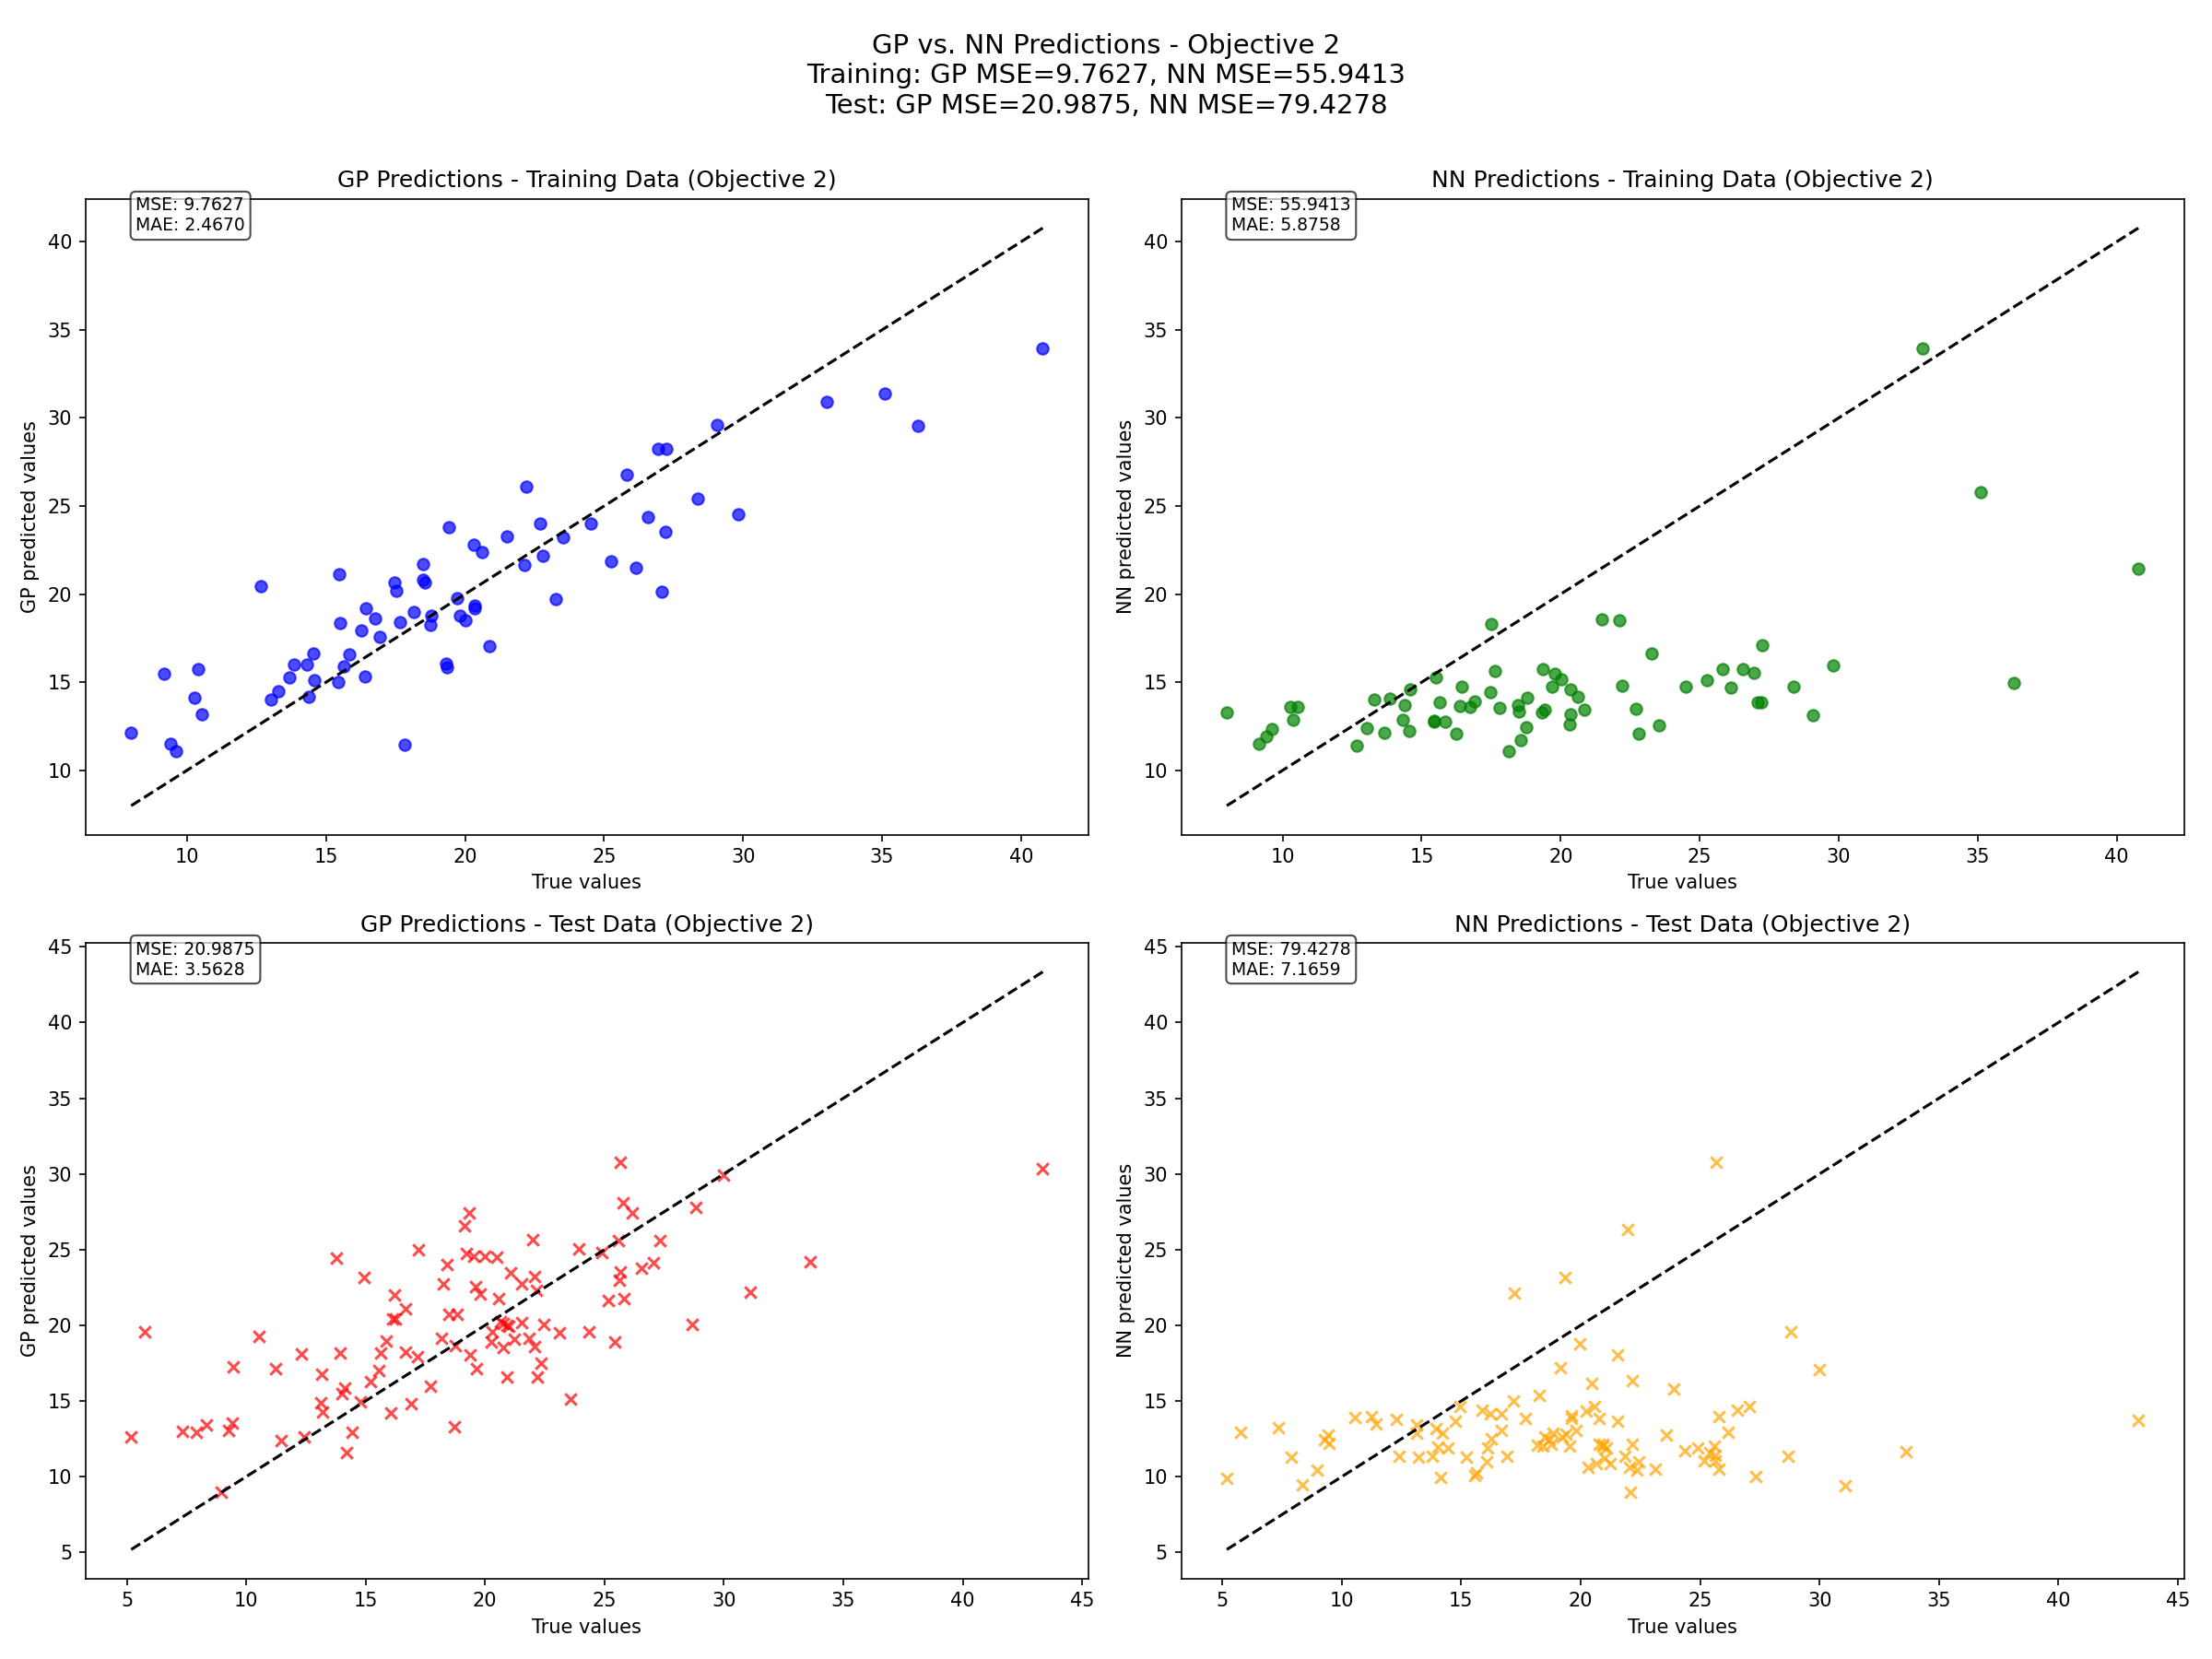 GP vs. NN Predictions - Objective 2
Training: GP MSE=9.7627, NN MSE=55.9413
Test: GP MSE=20.9875, NN MSE=79.4278
GP Predictions - Training Data (Objective 2)
MSE: 9.7627
MAE: 2.4670
40
35
30
25
20
15
10
GP predicted values
10 15 20 25 30 35 40
True values
NN Predictions - Training Data (Objective 2)
MSE: 55.9413
MAE: 5.8758
40
35
30
25
20
15
10
NN predicted values
10 15 20 25 30 35 40
True values
GP Predictions - Test Data (Objective 2)
MSE: 20.9875
MAE: 3.5628
45
40
35
30
25
20
15
10
5
GP predicted values
5 10 15 20 25 30 35 40 45
True values
NN Predictions - Test Data (Objective 2)
MSE: 79.4278
MAE: 7.1659
45
40
35
30
25
20
15
10
5
NN predicted values
5 10 15 20 25 30 35 40 45
True values